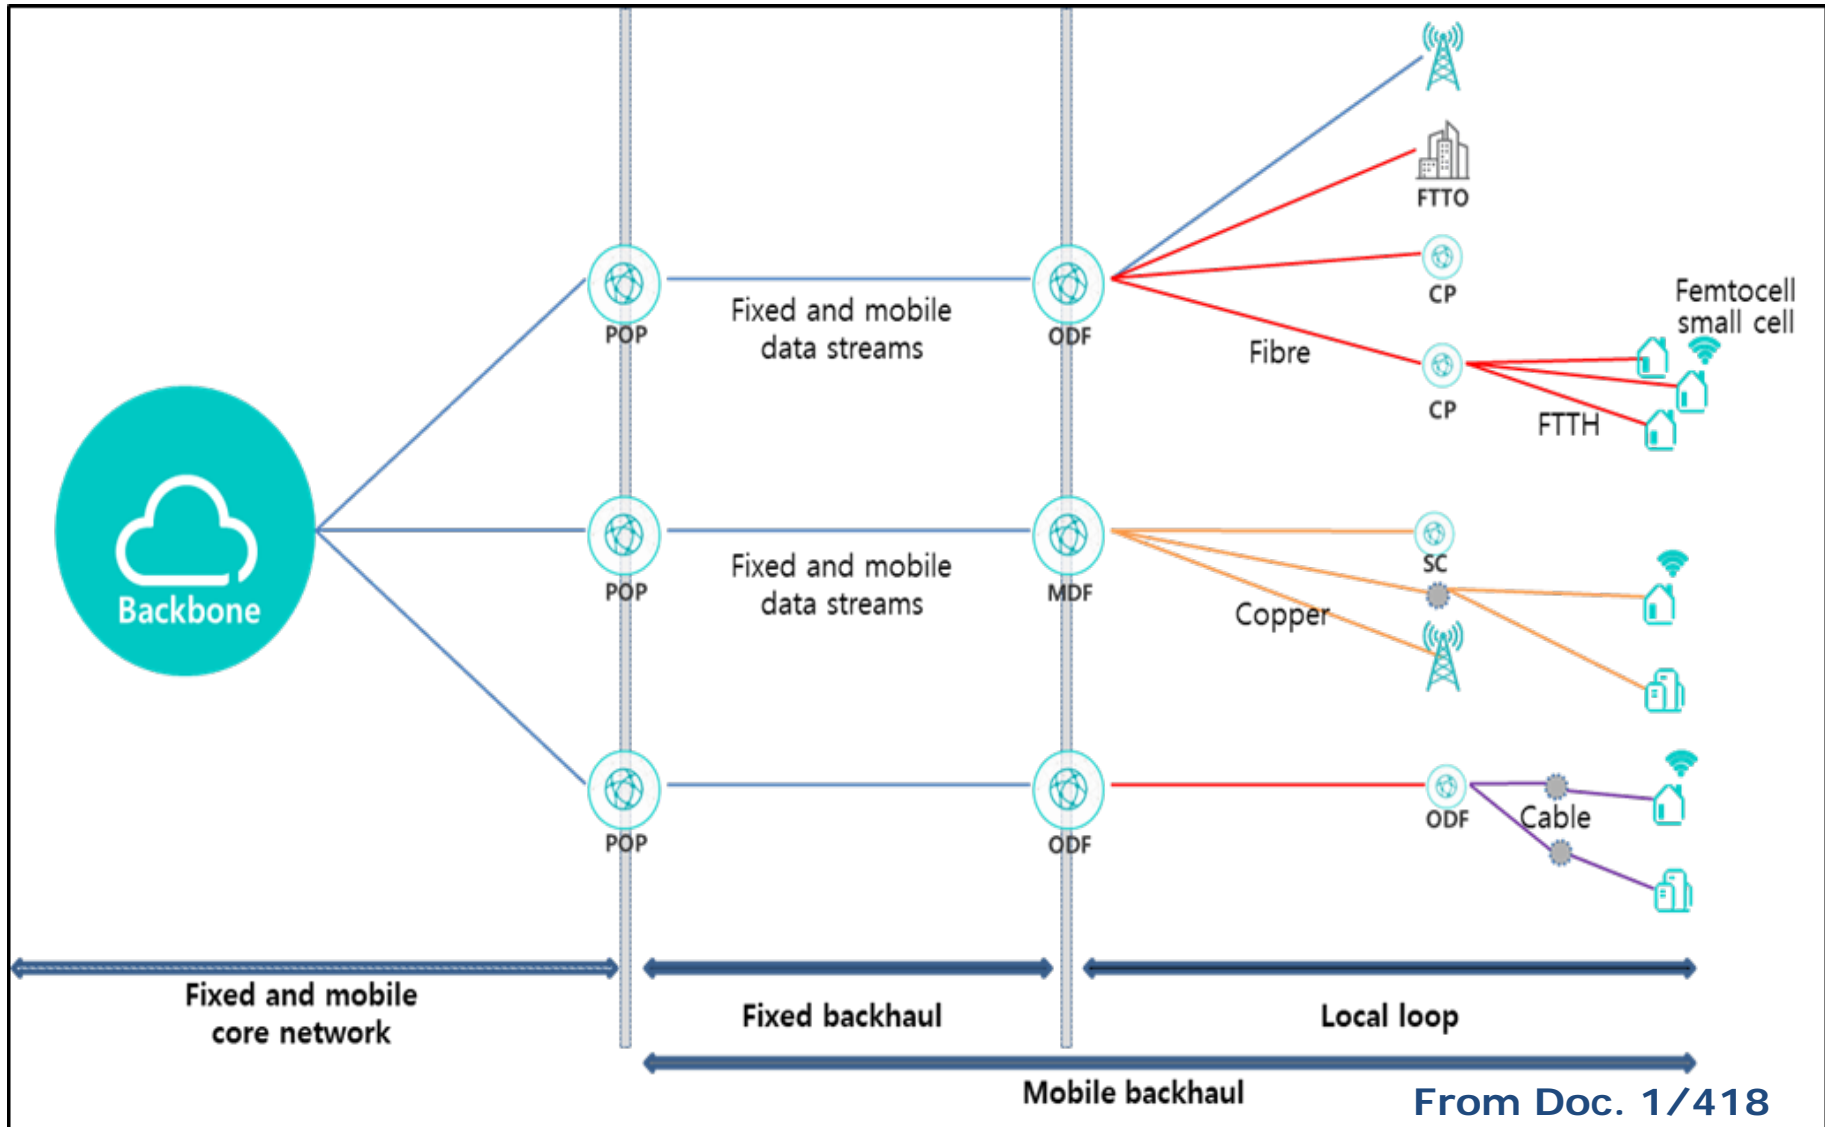 FTTO
CP
Femtocell
small cell
POP
Fixed and mobile
data streams
ODF
Fibre
CP
FTTH
Backbone
POP
Fixed and mobile
data streams
MDF
SC
Copper
POP
ODF
ODF
Cable
Fixed and mobile
core network
Fixed backhaul
Local loop
Mobile backhaul
From Doc. 1/418